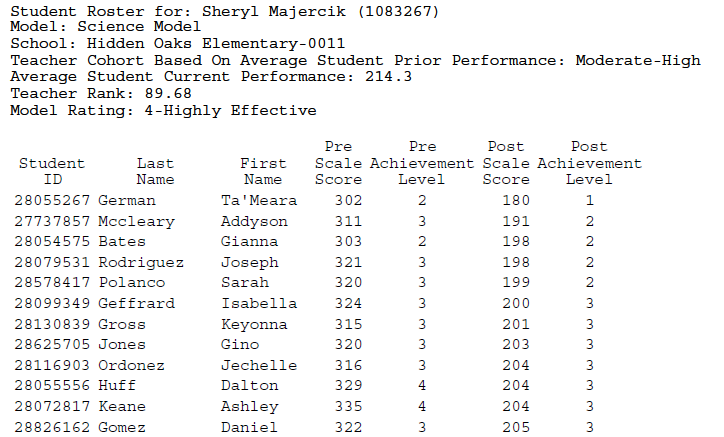 Student Roster for: Sheryl Majercik (1083267)
Model: Science Model
School: Hidden Oaks Elementary-0011
Teacher Cohort Based On Average Student Prior Performance: Moderate-High
Average Student Current Performance: 214.3
Teacher Rank: 89.68
Model Rating: 4-Highly Effective
Pre Pre Post Post
Student Last First Scale Achievement Scale Achievement
ID Name Name Score Level Score Level
28055267 German Ta'Meara 302 2 180 1
27737857 Mccleary Addyson 311 3 191 2
28054575 Bates Gianna 303 2 198 2
28079531 Rodriguez Joseph 321 3 198 2
28578417 Polanco Sarah 320 3 199 2
28099349 Geffrard Isabella 324 3 200 3
28130839 Gross Keyonna 315 3 201 3
28625705 Jones Gino 320 3 203 3
28116903 Ordonez Jechelle 316 3 204 3
28055556 Huff Dalton 329 4 204 3
28072817 Keane Ashley 335 4 204 3
28826162 Gomez Daniel 322 3 205 3